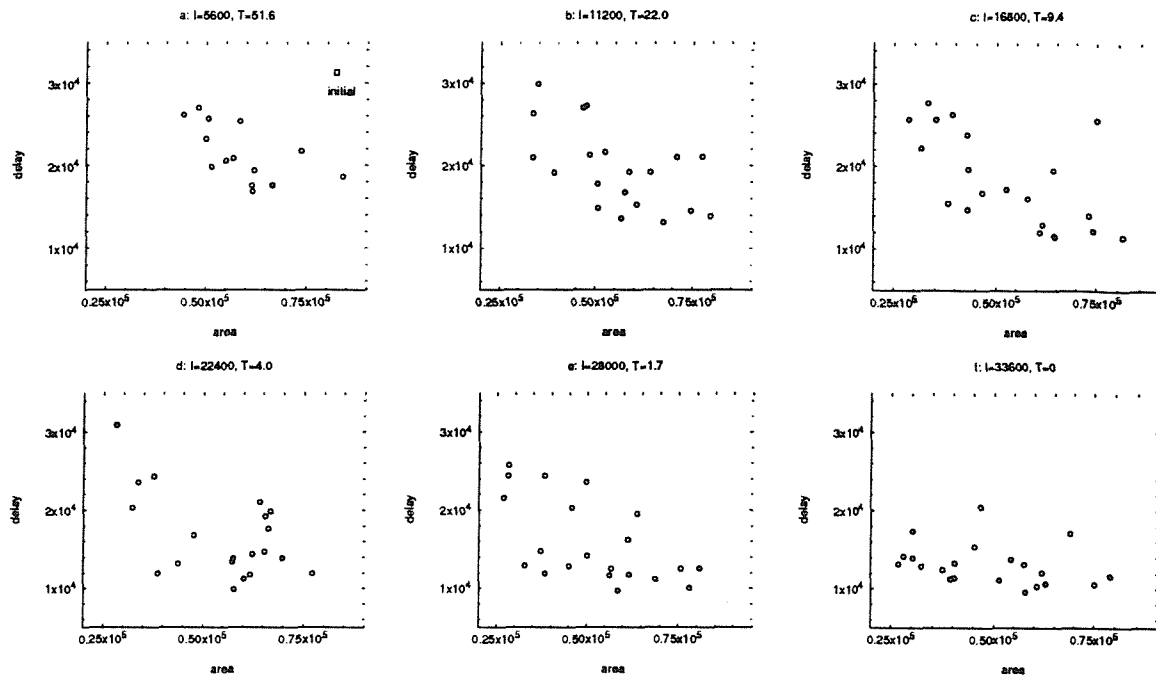 a: I=5600, T=51.6
3x10⁴
2x10⁴
1x10⁴
delay
initial
0.25x10⁵ 0.50x10⁵ 0.75x10⁵
area
b: I=11200, T=22.0
3x10⁴
2x10⁴
1x10⁴
delay
0.25x10⁵ 0.50x10⁵ 0.75x10⁵
area
c: I=16800, T=9.4
3x10⁴
2x10⁴
1x10⁴
delay
0.25x10⁵ 0.50x10⁵ 0.75x10⁵
area
d: I=22400, T=4.0
3x10⁴
2x10⁴
1x10⁴
delay
0.25x10⁵ 0.50x10⁵ 0.75x10⁵
area
e: I=28000, T=1.7
3x10⁴
2x10⁴
1x10⁴
delay
0.25x10⁵ 0.50x10⁵ 0.75x10⁵
area
f: I=33600, T=0
3x10⁴
2x10⁴
1x10⁴
delay
0.25x10⁵ 0.50x10⁵ 0.75x10⁵
area